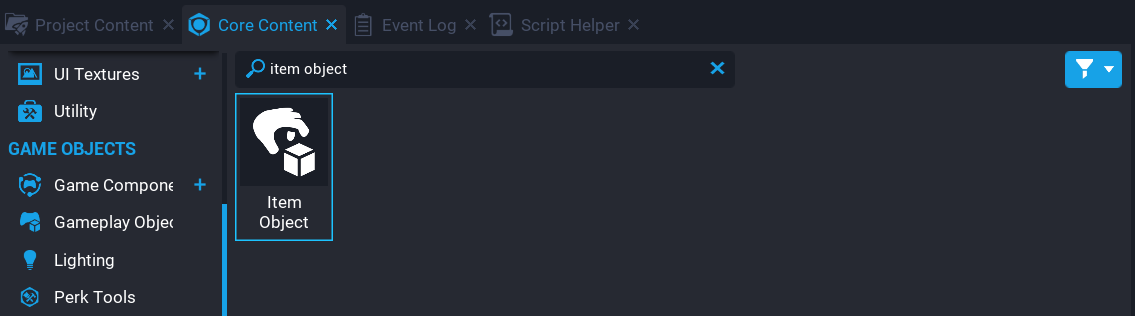 Project Content
Core Content
Event Log
Script Helper
UI Textures
Utility
GAME OBJECTS
Game Compone
Gameplay Objec
Lighting
Perk Tools
item object
Item
Object